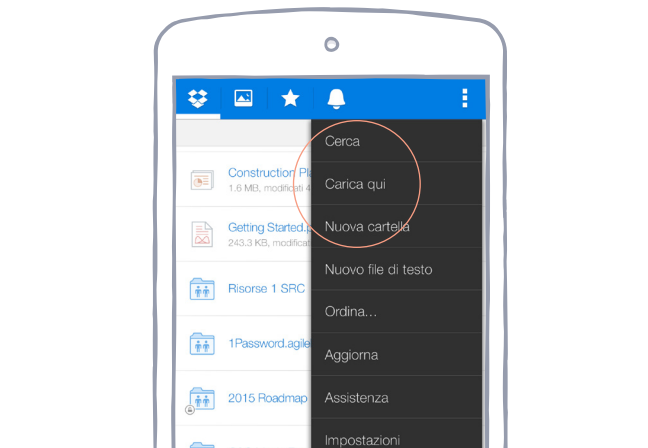 Cerca
Construction
1.6 MB, modificati 4
Carica qui
Getting Started.
243.3 KB, modificat
Nuova cartella
Nuovo file di testo
Risorse 1 SRC
Ordina...
1Password.agile
Aggiorna
2015 Roadmap
Assistenza
Impostazioni